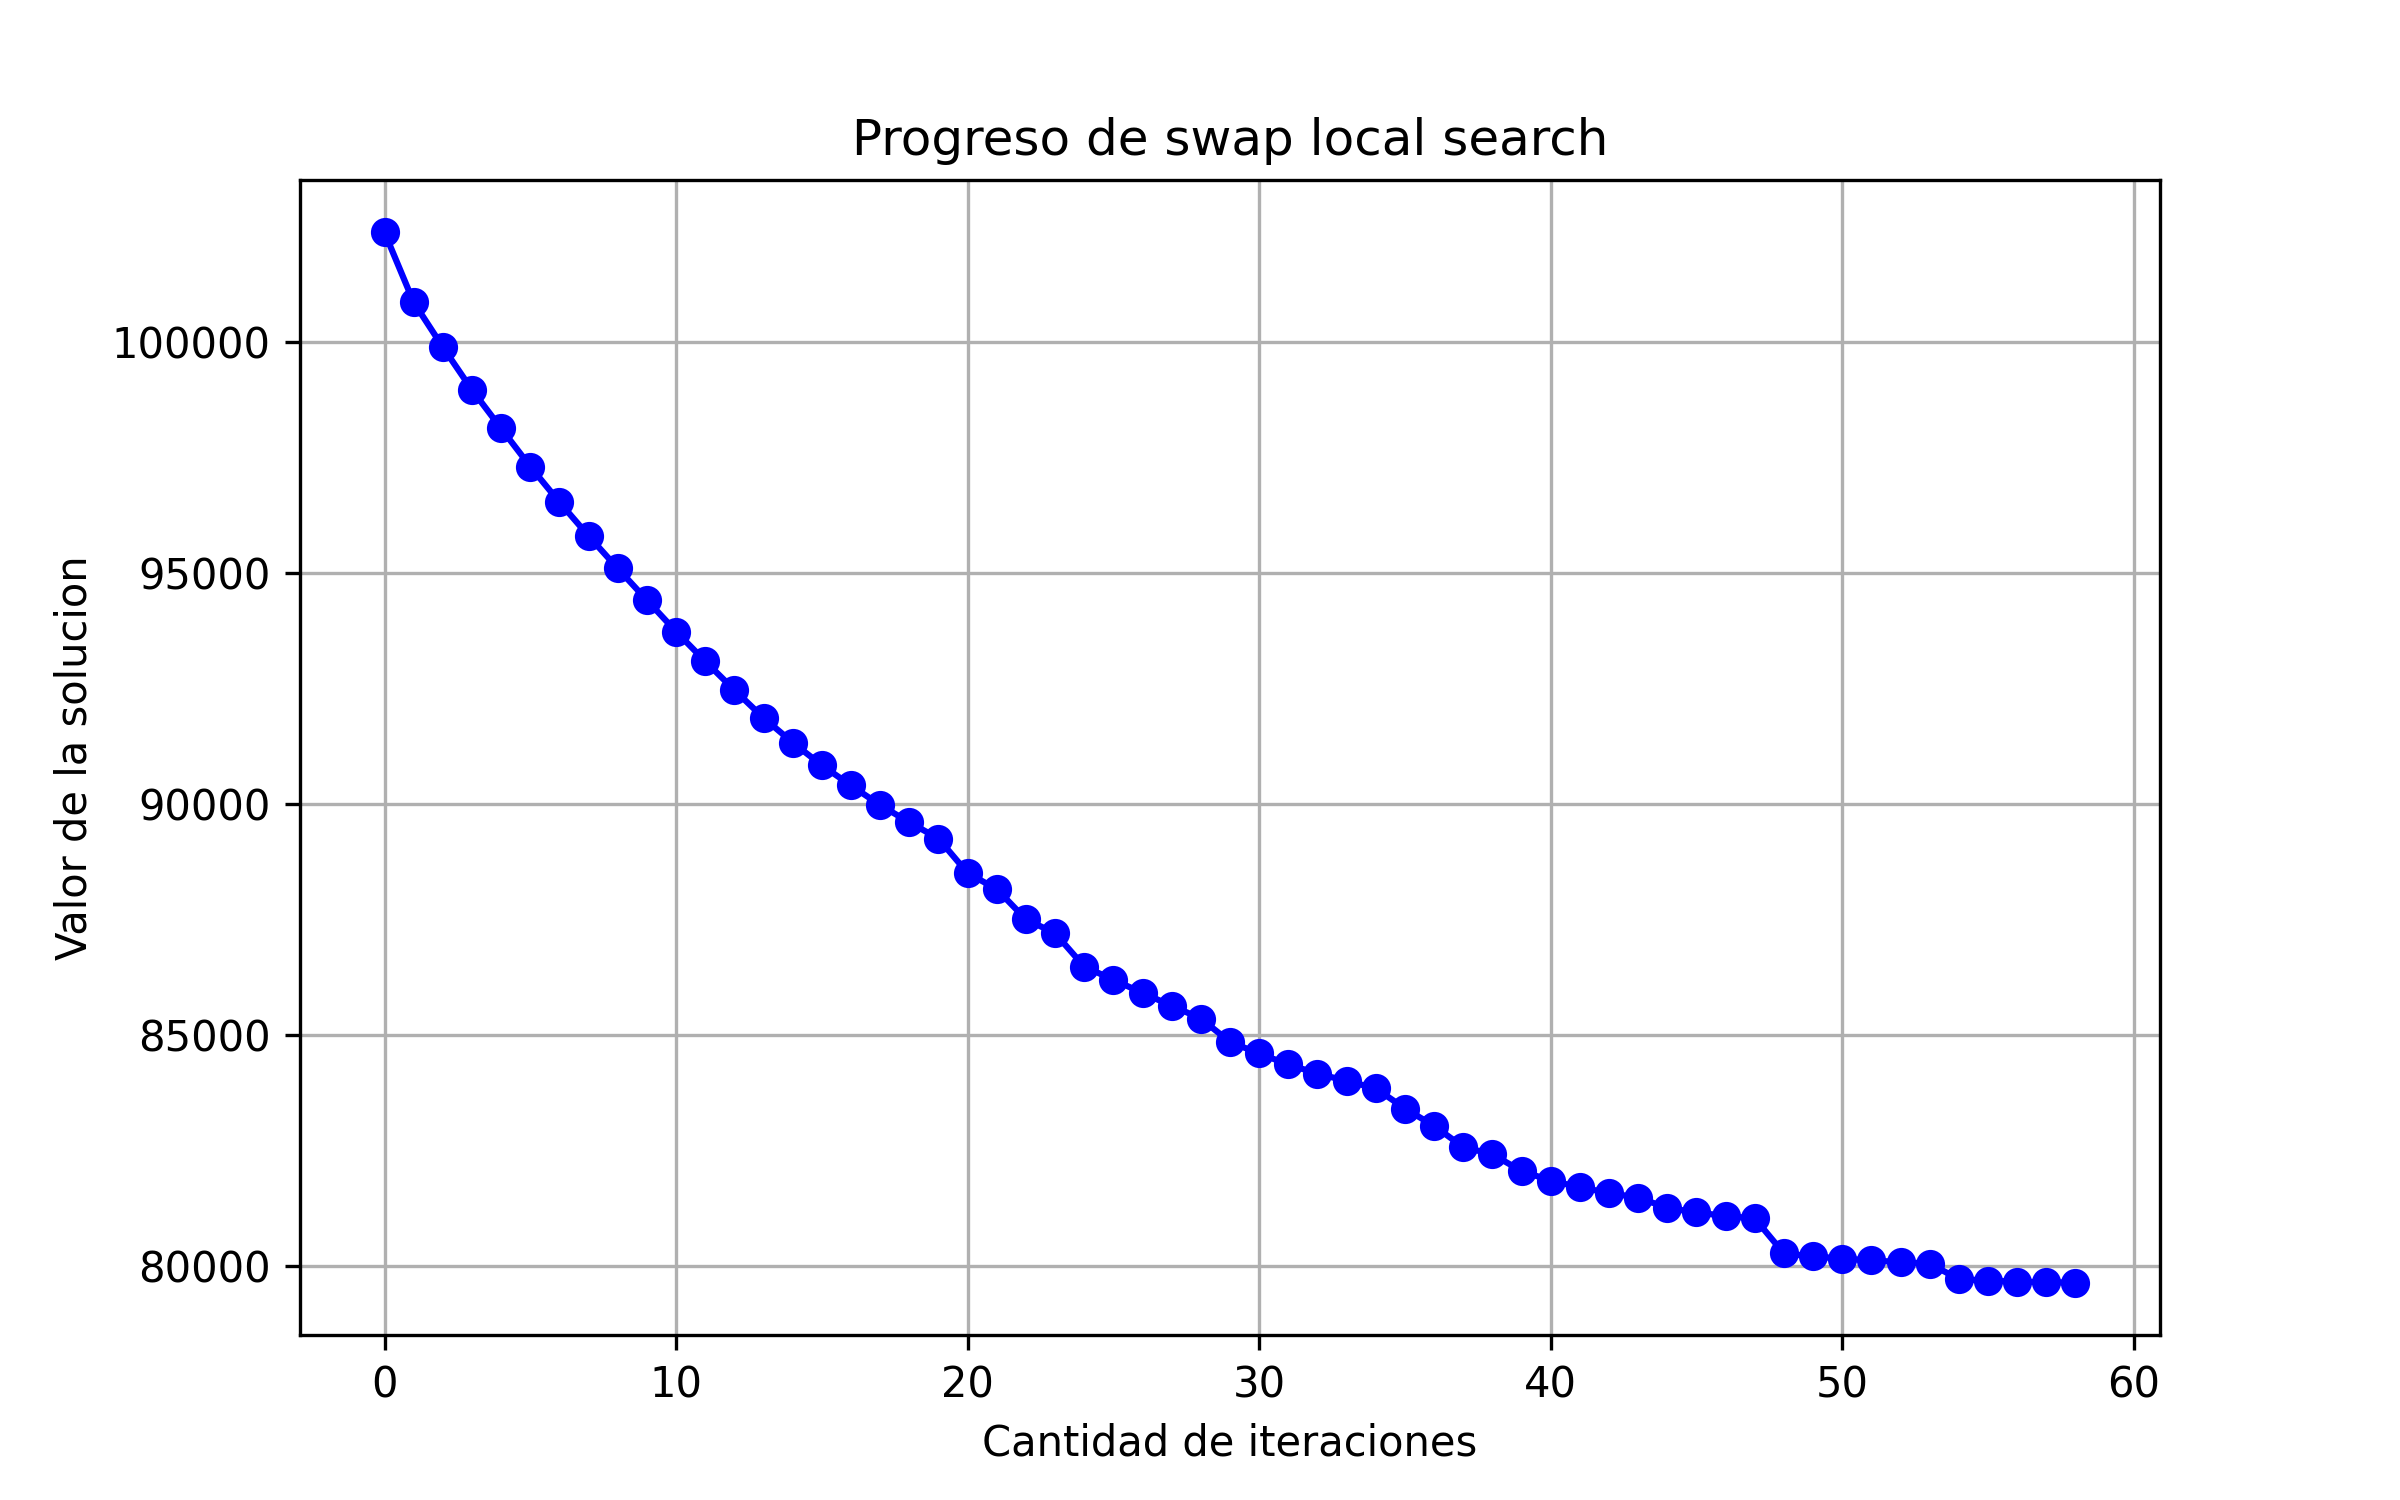 Progreso de swap local search
Valor de la solucion
100000
95000
90000
85000
80000
0 10 20 30 40 50 60
Cantidad de iteraciones